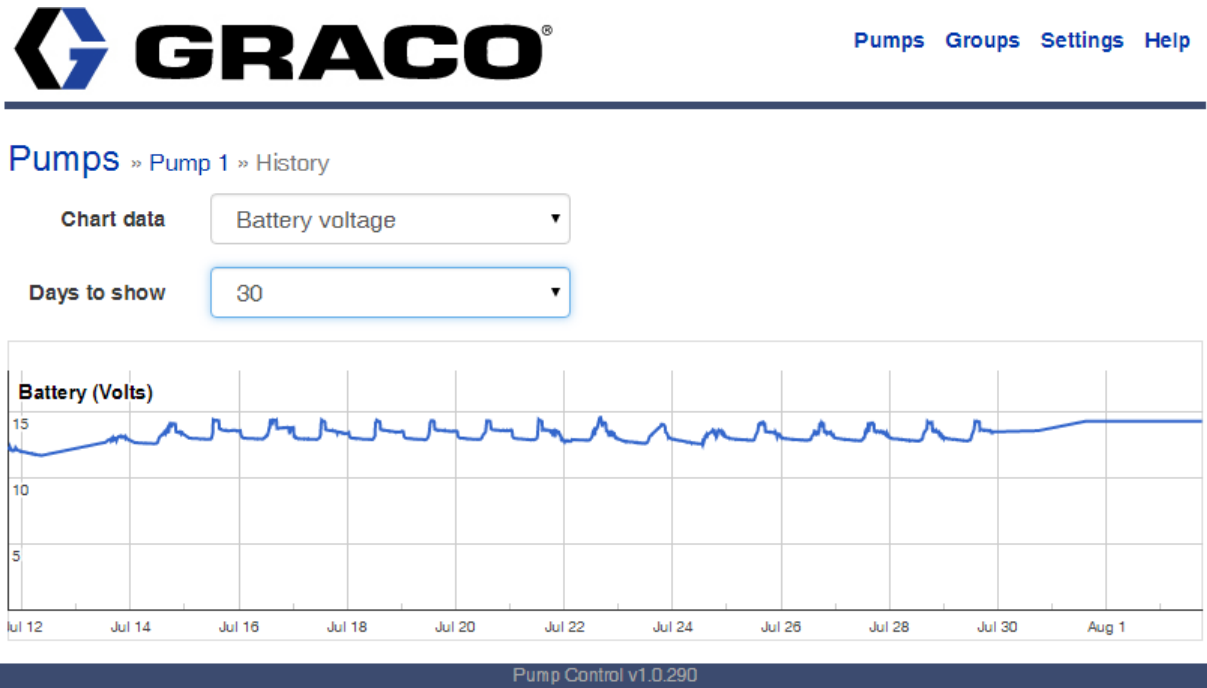 GRACO®
Pumps Groups Settings Help
Pumps » Pump 1 » History
Chart data Battery voltage
Days to show 30
Battery (Volts)
15
10
5
Jul 12 Jul 14 Jul 16 Jul 18 Jul 20 Jul 22 Jul 24 Jul 26 Jul 28 Jul 30 Aug 1
Pump Control v1.0.290